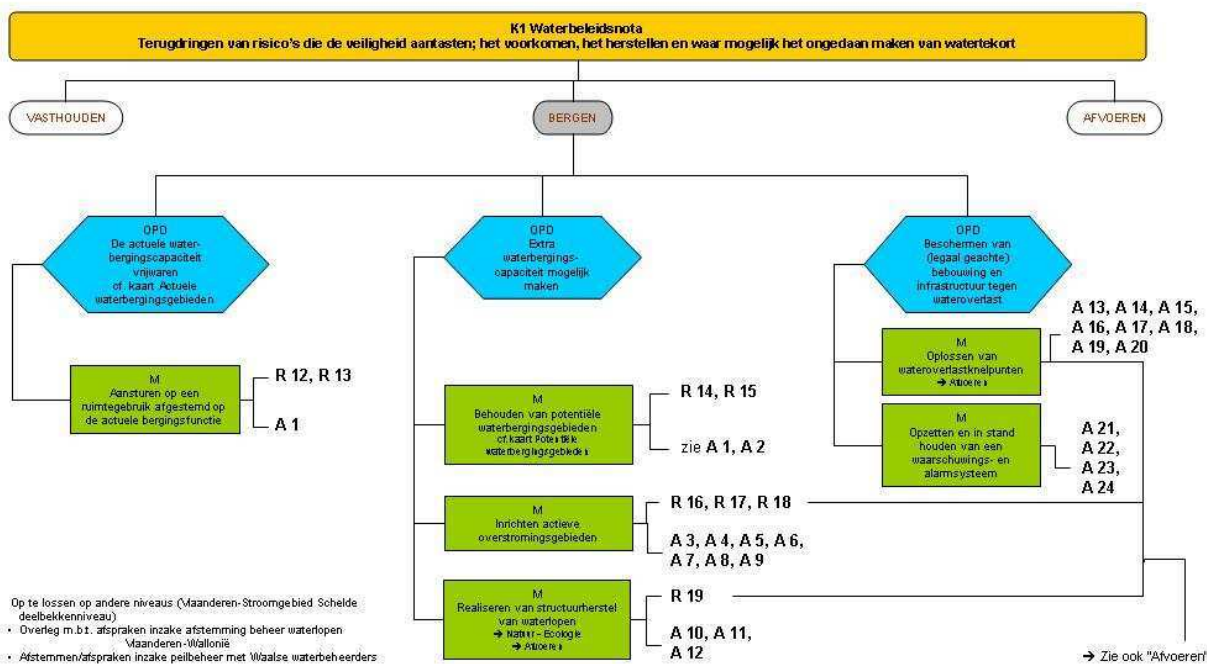 K1 Waterbeleidsnota
Terugdringen van risico's die de veiligheid aantasten; het voorkomen, het herstellen en waar mogelijk het ongedaan maken van watertekort
VASTHOUDEN
BERGEN
AFVOEREN
OPD
De actuele water-
bergingscapaciteit
vrijwaren
cf. kaart Actuele
waterbergingsgebieden
M
Aansturen op een
ruimtegebruik afgestemd op
de actuele bergingsfunctie
R 12, R 13
A 1
OPD
Extra
waterbergings-
capaciteit mogelijk
maken
M
Behouden van potentiële
waterbergingsgebieden
cf. kaart Potentiële
waterbergingsgebieden
R 14, R 15
zie A 1, A 2
M
Inrichten actieve
overstromingsgebieden
R 16, R 17, R 18
A 3, A 4, A 5, A 6,
A 7, A 8, A 9
M
Realiseren van structuurherstel
van waterlopen
→ Natuur - Ecologie
→ Afvoeren
R 19
A 10, A 11,
A 12
OPD
Beschermen van
(legaal geachte)
bebouwing en
infrastructuur tegen
wateroverlast
M
Oplossen van
wateroverlastknelpunten
→ Afvoeren
A 13, A 14, A 15,
A 16, A 17, A 18,
A 19, A 20
M
Opzetten en in stand
houden van een
waarschuwings- en
alarmsysteem
A 21,
A 22,
A 23,
A 24
Op te lossen op andere niveaus (Vlaanderen-Stroomgebied Schelde
deelbekkenniveau)
• Overleg m.b.t. afspraken inzake afstemming beheer waterlopen
Vlaanderen-Wallonië
• Afstemmen/afspraken inzake peilbeheer met Waalse waterbeheerders
→ Zie ook "Afvoeren"